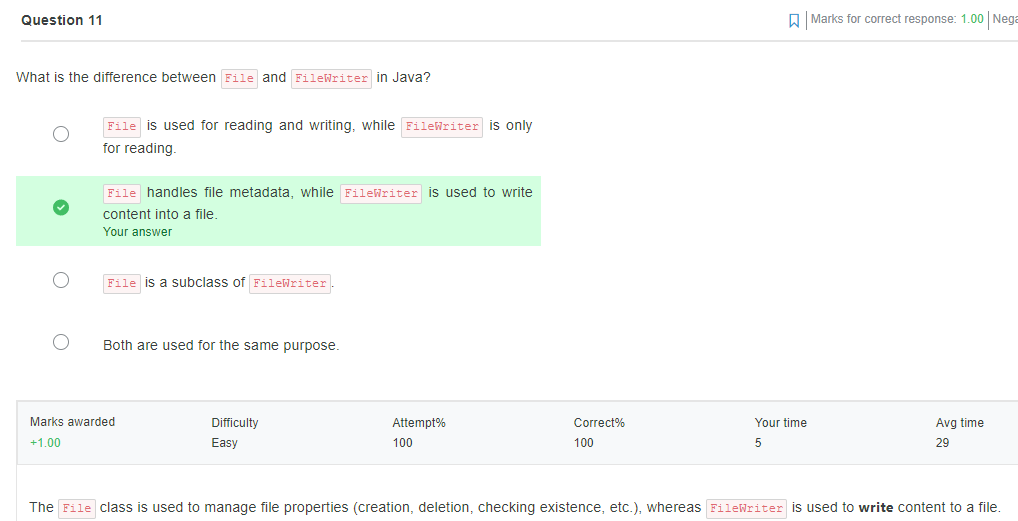 Question 11
Marks for correct response: 1.00
What is the difference between File and FileWriter in Java?
File is used for reading and writing, while FileWriter is only
for reading.
File handles file metadata, while FileWriter is used to write
content into a file.
Your answer
File is a subclass of FileWriter.
Both are used for the same purpose.
Marks awarded Difficulty Attempt% Correct% Your time Avg time
+1.00 Easy 100 100 5 29
The File class is used to manage file properties (creation, deletion, checking existence, etc.), whereas FileWriter is used to write content to a file.